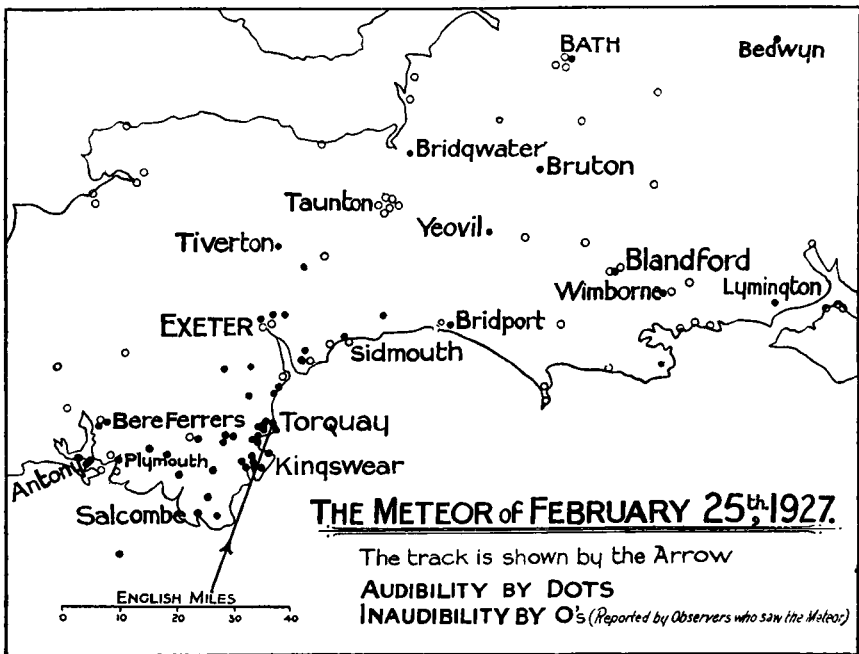 BATH
Bedwyn
Bridgwater
Bruton
Taunton
Yeovil
Tiverton
Blandford
Wimborne
Lymington
EXETER
Bridport
Sidmouth
Bere Ferrers
Torquay
Antony
Plymouth
Kingswear
Salcombe
THE METEOR of FEBRUARY 25th, 1927.
The track is shown by the Arrow
ENGLISH MILES
AUDIBILITY BY DOTS
INAUDIBILITY BY O's (Reported by Observers who saw the Meteor)
0 10 20 30 40